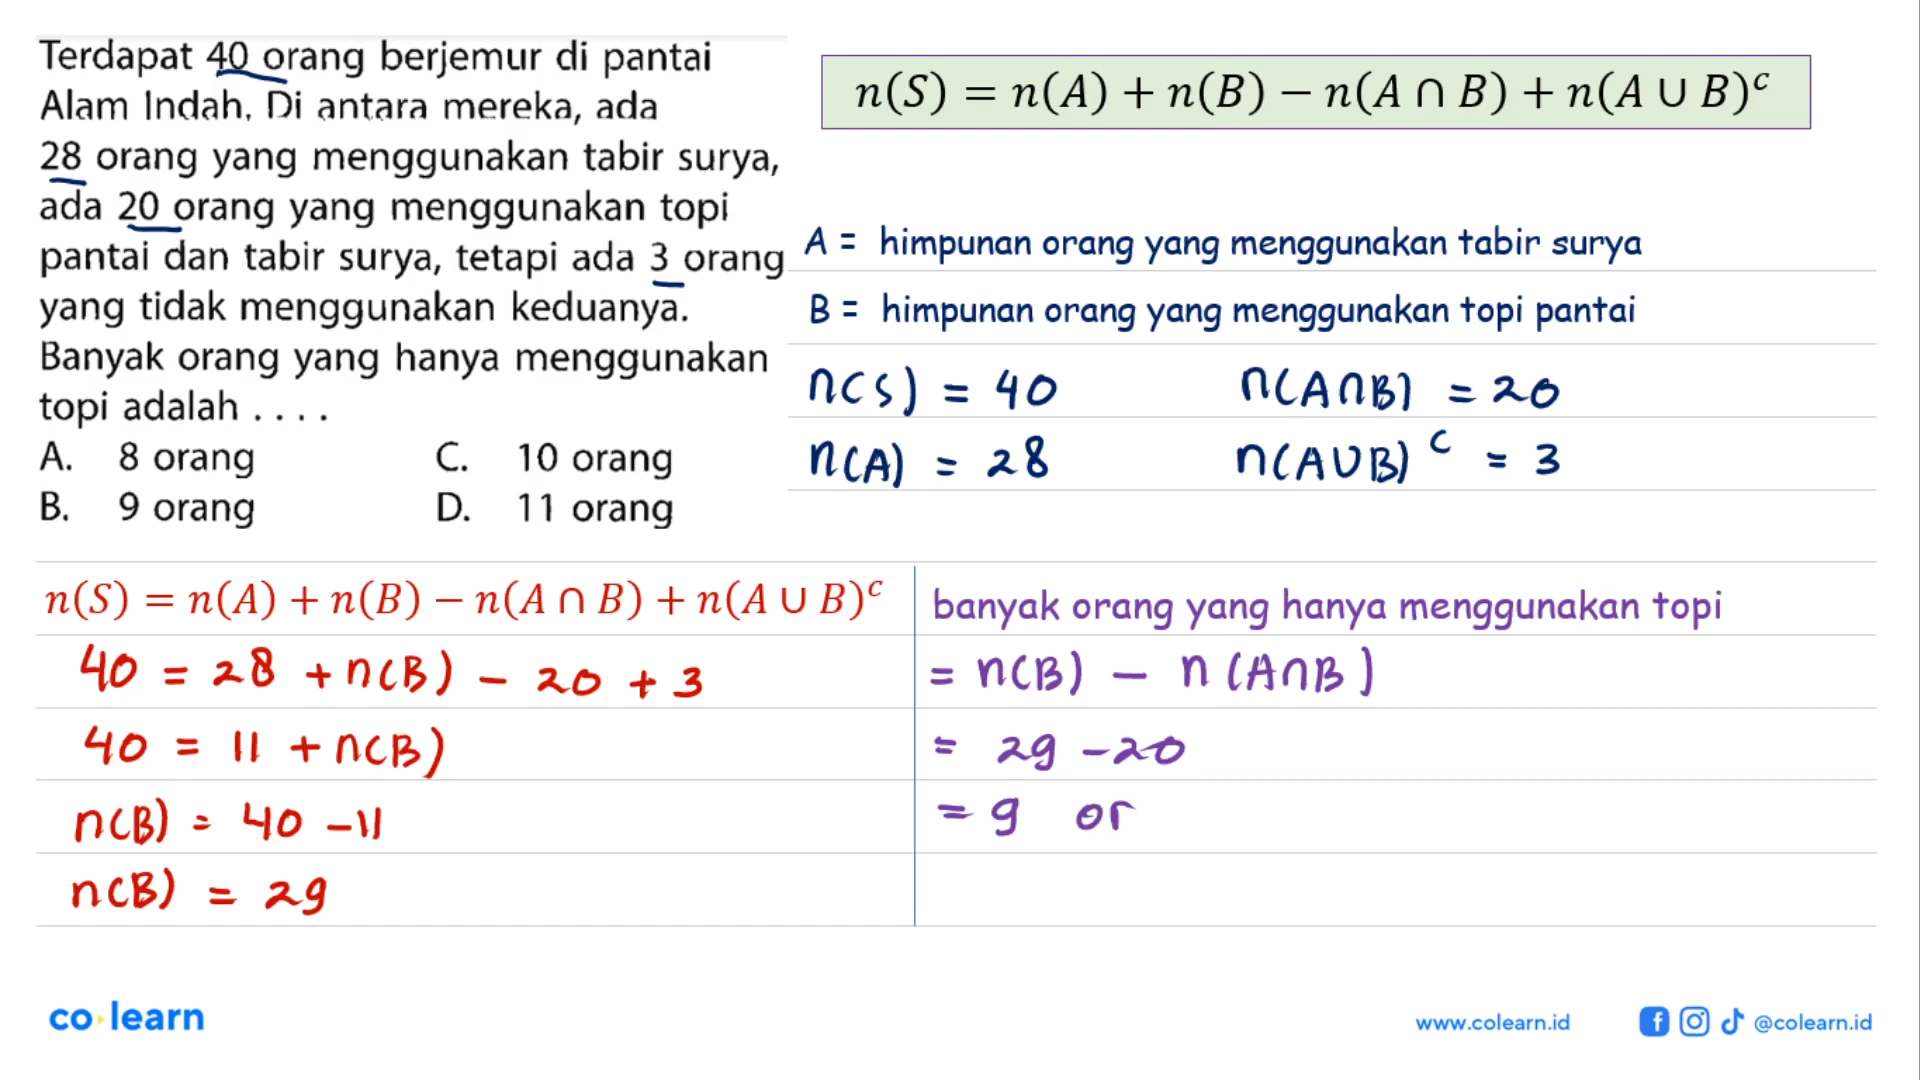 Terdapat 40 orang berjemur di pantai
Alam Indah. Di antara mereka, ada
28 orang yang menggunakan tabir surya,
ada 20 orang yang menggunakan topi
pantai dan tabir surya, tetapi ada 3 orang
yang tidak menggunakan keduanya.
Banyak orang yang hanya menggunakan
topi adalah . . . .
A. 8 orang C. 10 orang
B. 9 orang D. 11 orang
n(S) = n(A) + n(B) − n(A ∩ B) + n(A ∪ B)ᶜ
A = himpunan orang yang menggunakan tabir surya
B = himpunan orang yang menggunakan topi pantai
n(S) = 40 n(A∩B) = 20
n(A) = 28 n(A∪B)ᶜ = 3
n(S) = n(A) + n(B) − n(A ∩ B) + n(A ∪ B)ᶜ
40 = 28 + n(B) − 20 + 3
40 = 11 + n(B)
n(B) = 40 − 11
n(B) = 29
banyak orang yang hanya menggunakan topi
= n(B) − n(A∩B)
= 29 − 20
= 9 or
co learn
www.colearn.id @colearn.id